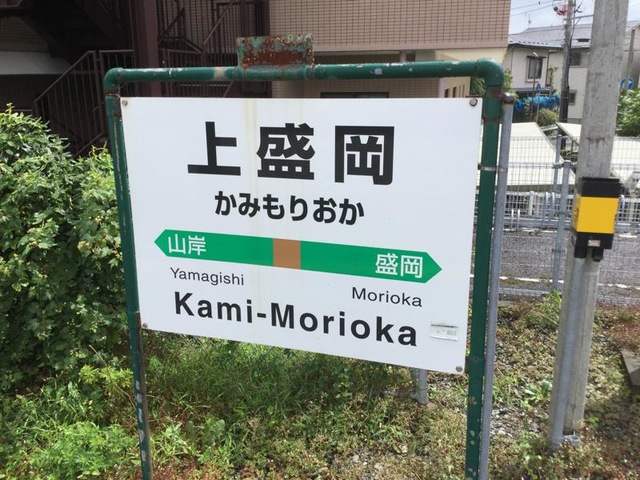 上盛岡
かみもりおか
山岸 盛岡
Yamagishi Morioka
Kami-Morioka